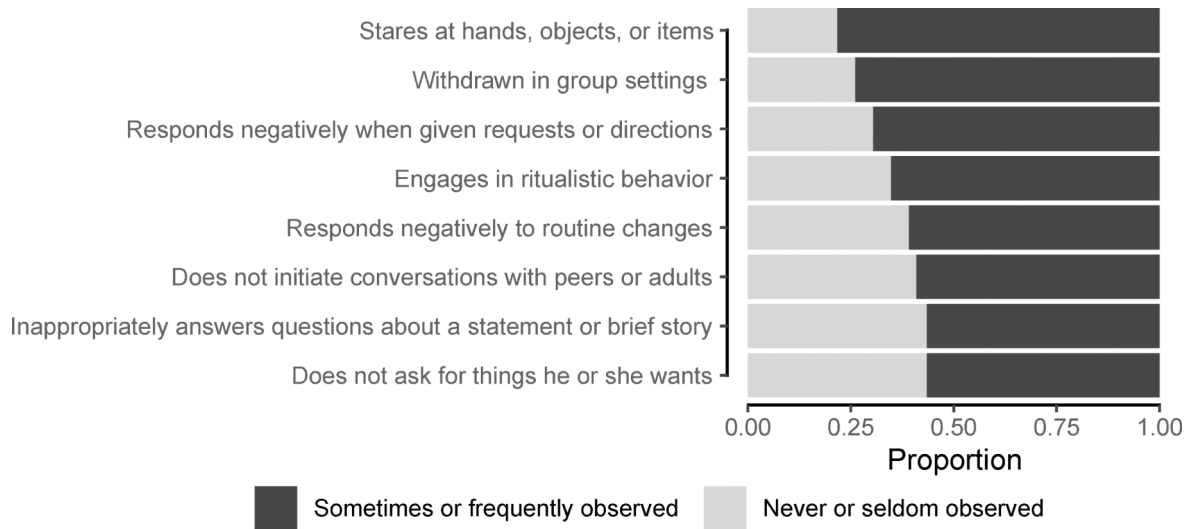 Stares at hands, objects, or items
Withdrawn in group settings
Responds negatively when given requests or directions
Engages in ritualistic behavior
Responds negatively to routine changes
Does not initiate conversations with peers or adults
Inappropriately answers questions about a statement or brief story
Does not ask for things he or she wants
0.00 0.25 0.50 0.75 1.00
Proportion
Sometimes or frequently observed Never or seldom observed